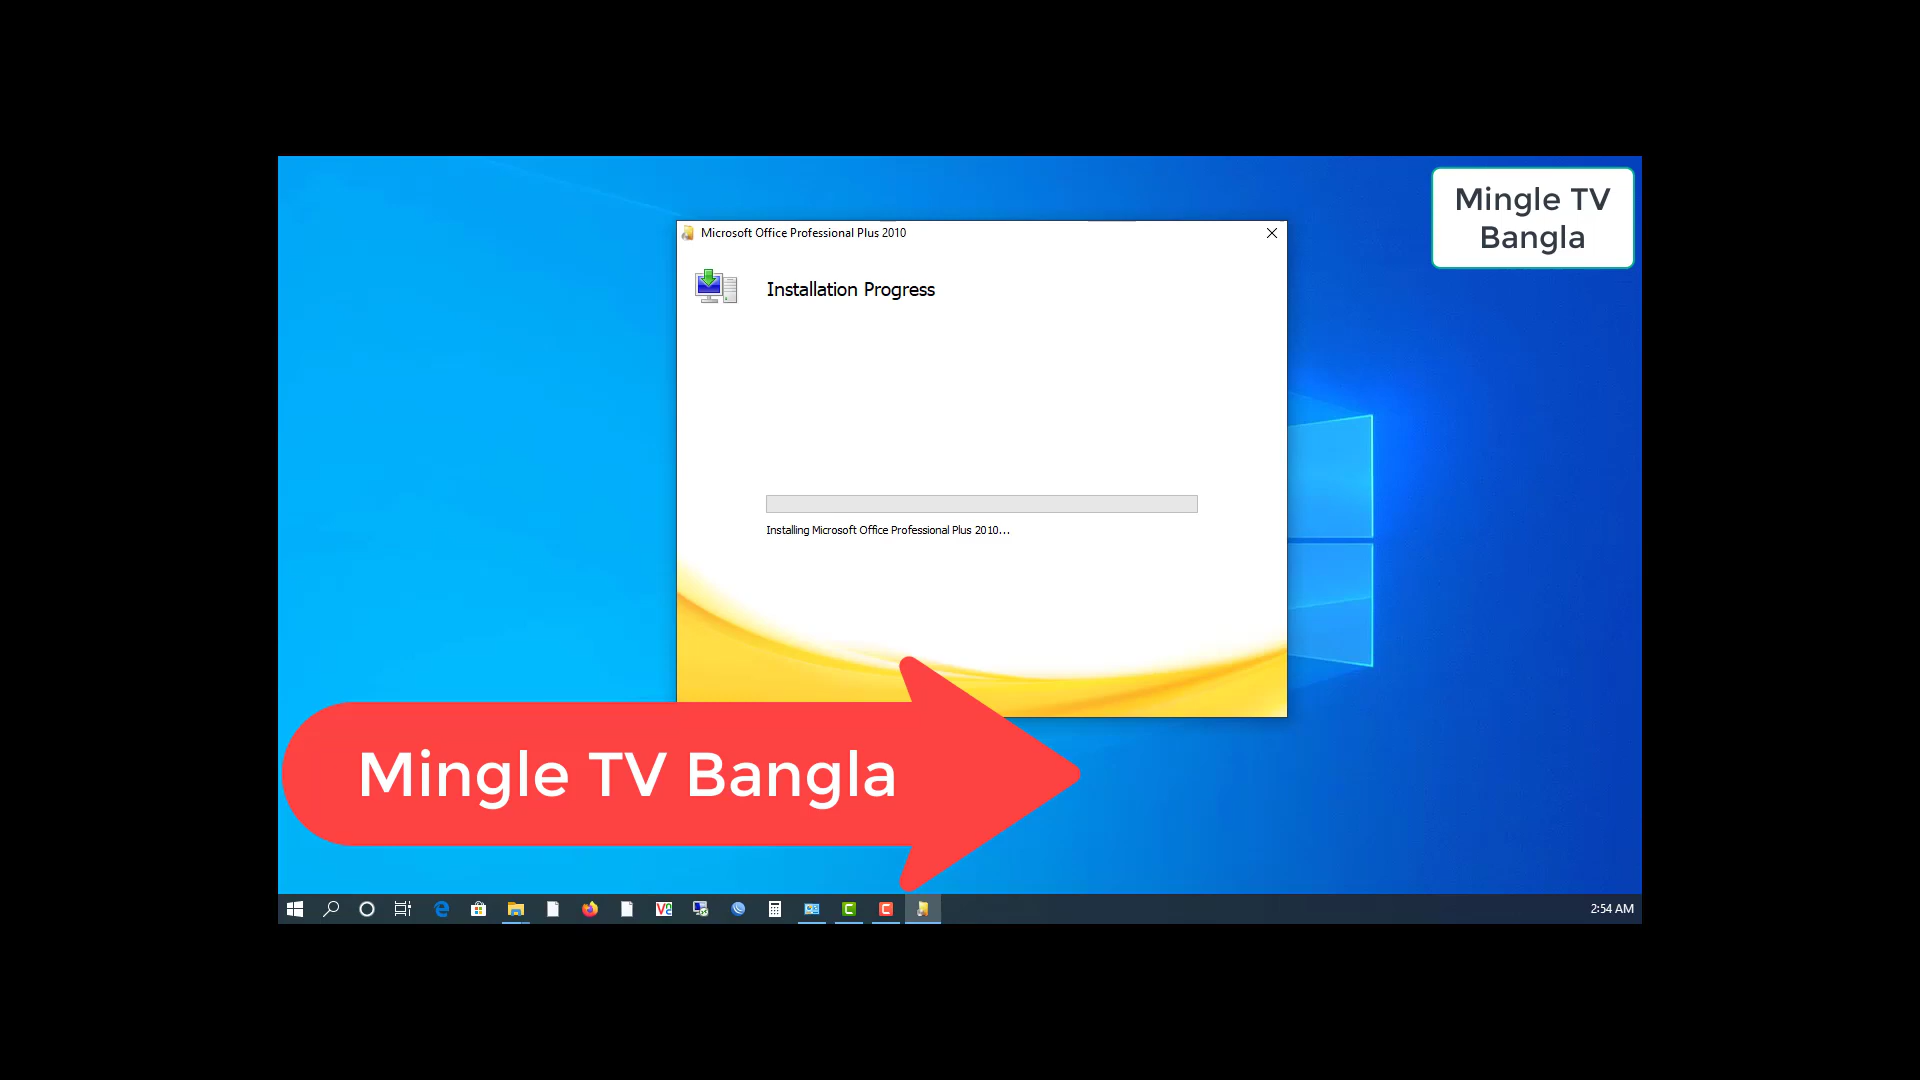 Mingle TV
Bangla
Microsoft Office Professional Plus 2010
Installation Progress
Installing Microsoft Office Professional Plus 2010...
Mingle TV Bangla
2:54 AM